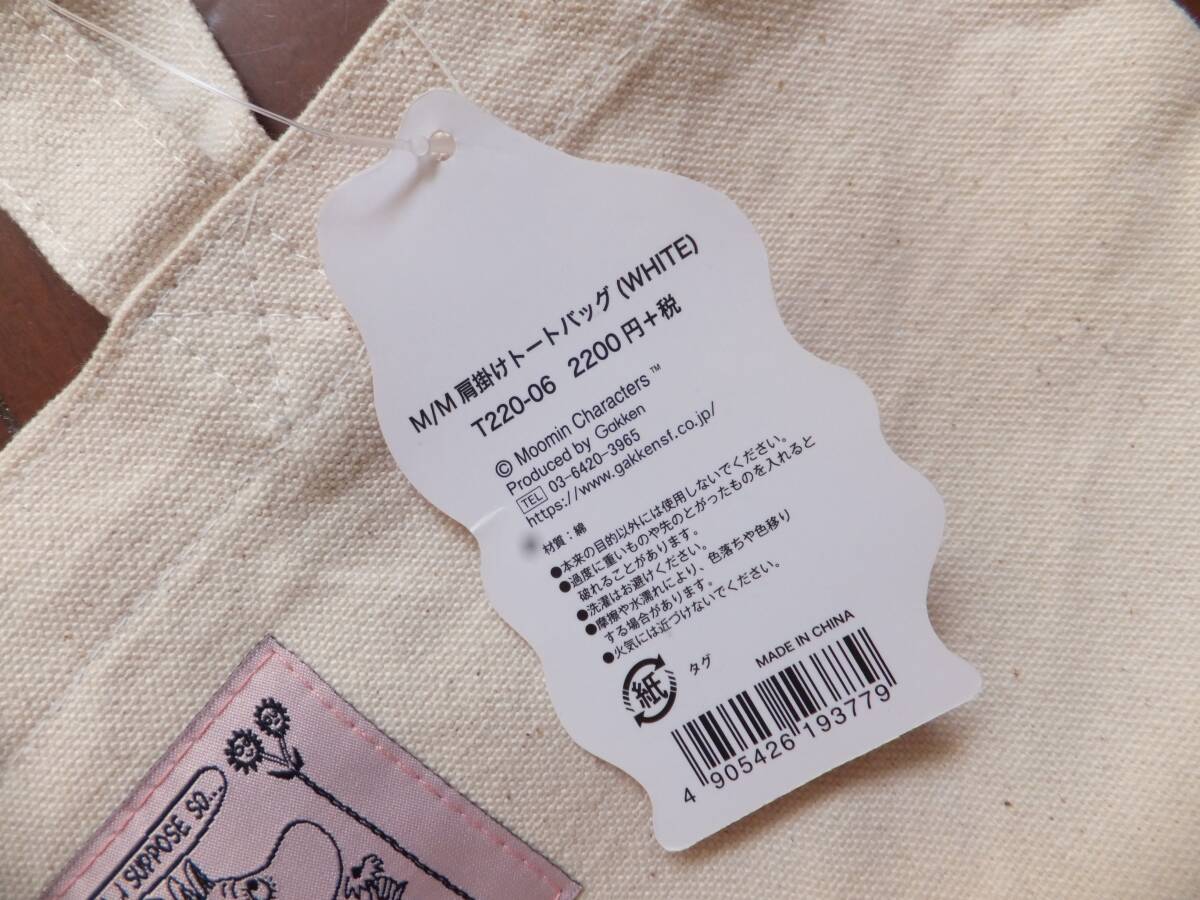 M/M 肩掛けトートバッグ (WHITE)
T220-06 2200円+税
© Moomin Characters™
Produced by Gakken
TEL 03-6420-3965
https://www.gakkensf.co.jp/
材質：綿
●本来の目的以外には使用しないでください。
●過度に重いものや先のとがったものを入れると
破れることがあります。
●洗濯はお避けください。
●摩擦や水濡れにより、色落ちや色移り
する場合があります。
●火気には近づけないでください。
紙 タグ
MADE IN CHINA
4 905426 193779
I SUPPOSE SO...